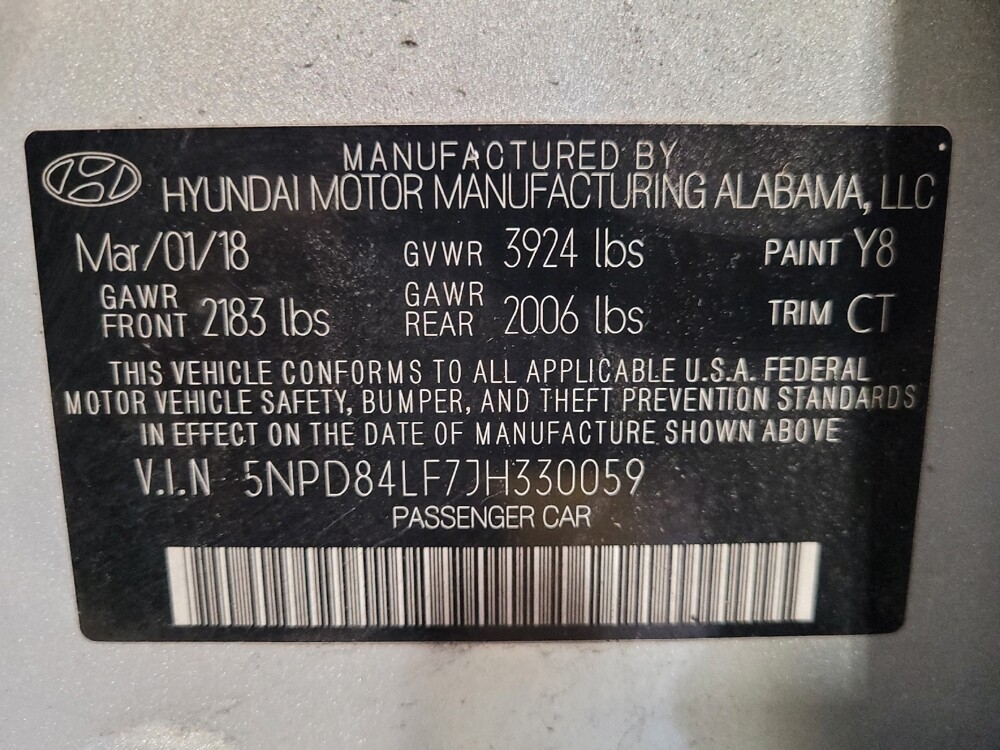 MANUFACTURED BY
HYUNDAI MOTOR MANUFACTURING ALABAMA, LLC
Mar/01/18 GVWR 3924 lbs PAINT Y8
GAWR FRONT 2183 lbs GAWR REAR 2006 lbs TRIM CT
THIS VEHICLE CONFORMS TO ALL APPLICABLE U.S.A. FEDERAL
MOTOR VEHICLE SAFETY, BUMPER, AND THEFT PREVENTION STANDARDS
IN EFFECT ON THE DATE OF MANUFACTURE SHOWN ABOVE
V.I.N 5NPD84LF7JH330059
PASSENGER CAR